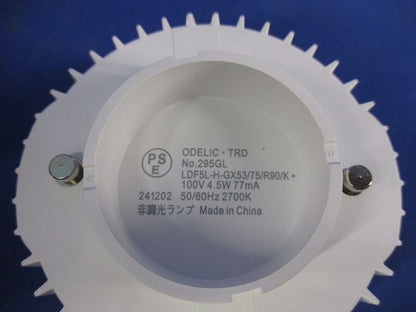 PS
E
ODELIC・TRD
No.295GL
LDF5L-H-GX53/75/R90/K*
100V 4.5W 77mA
241202 50/60Hz 2700K
非調光ランプ Made in China